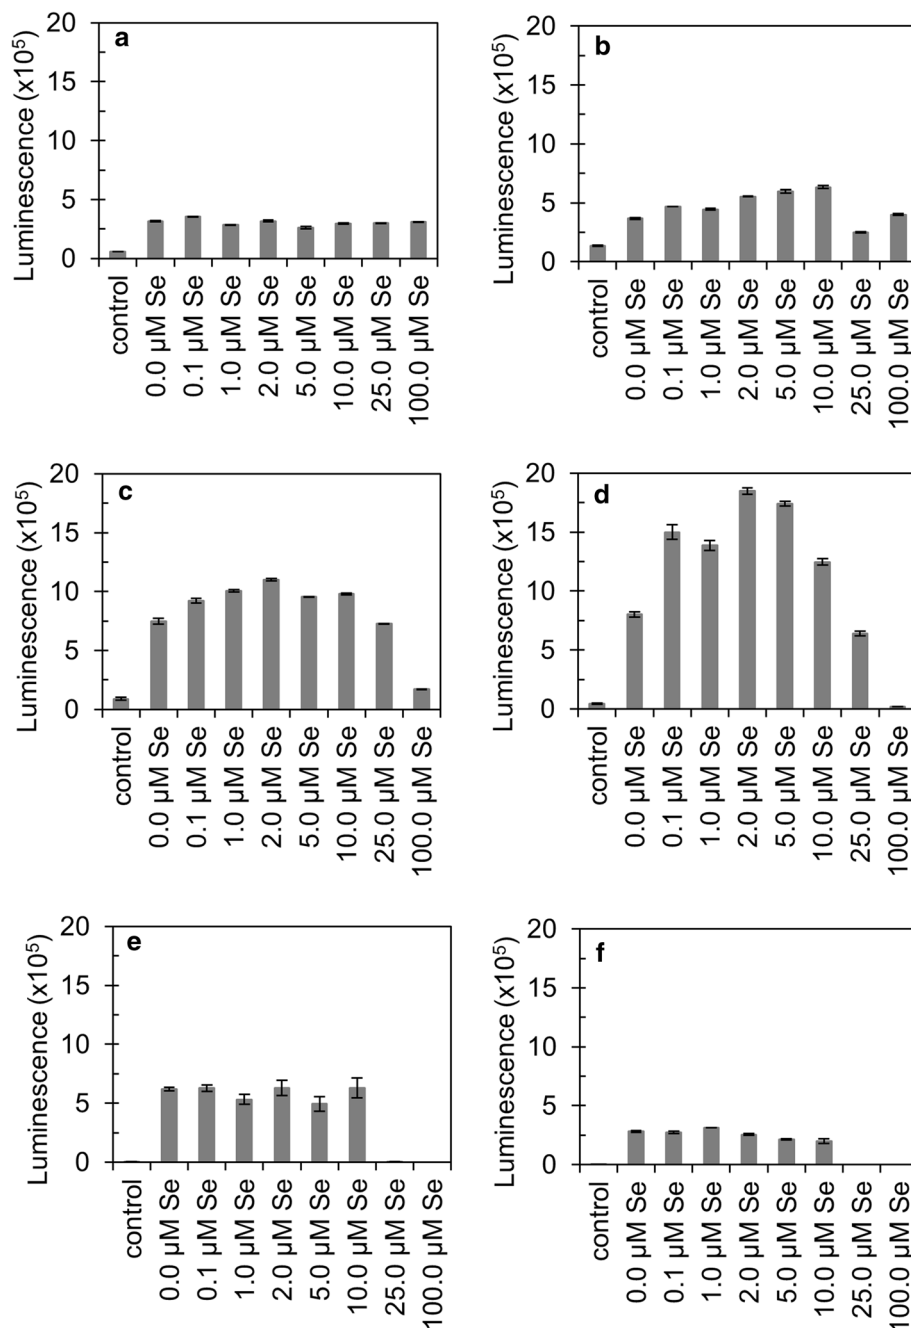 a
Luminescence (x10⁵)
20
15
10
5
0
control
0.0 µM Se
0.1 µM Se
1.0 µM Se
2.0 µM Se
5.0 µM Se
10.0 µM Se
25.0 µM Se
100.0 µM Se
b
Luminescence (x10⁵)
20
15
10
5
0
control
0.0 µM Se
0.1 µM Se
1.0 µM Se
2.0 µM Se
5.0 µM Se
10.0 µM Se
25.0 µM Se
100.0 µM Se
c
Luminescence (x10⁵)
20
15
10
5
0
control
0.0 µM Se
0.1 µM Se
1.0 µM Se
2.0 µM Se
5.0 µM Se
10.0 µM Se
25.0 µM Se
100.0 µM Se
d
Luminescence (x10⁵)
20
15
10
5
0
control
0.0 µM Se
0.1 µM Se
1.0 µM Se
2.0 µM Se
5.0 µM Se
10.0 µM Se
25.0 µM Se
100.0 µM Se
e
Luminescence (x10⁵)
20
15
10
5
0
control
0.0 µM Se
0.1 µM Se
1.0 µM Se
2.0 µM Se
5.0 µM Se
10.0 µM Se
25.0 µM Se
100.0 µM Se
f
Luminescence (x10⁵)
20
15
10
5
0
control
0.0 µM Se
0.1 µM Se
1.0 µM Se
2.0 µM Se
5.0 µM Se
10.0 µM Se
25.0 µM Se
100.0 µM Se